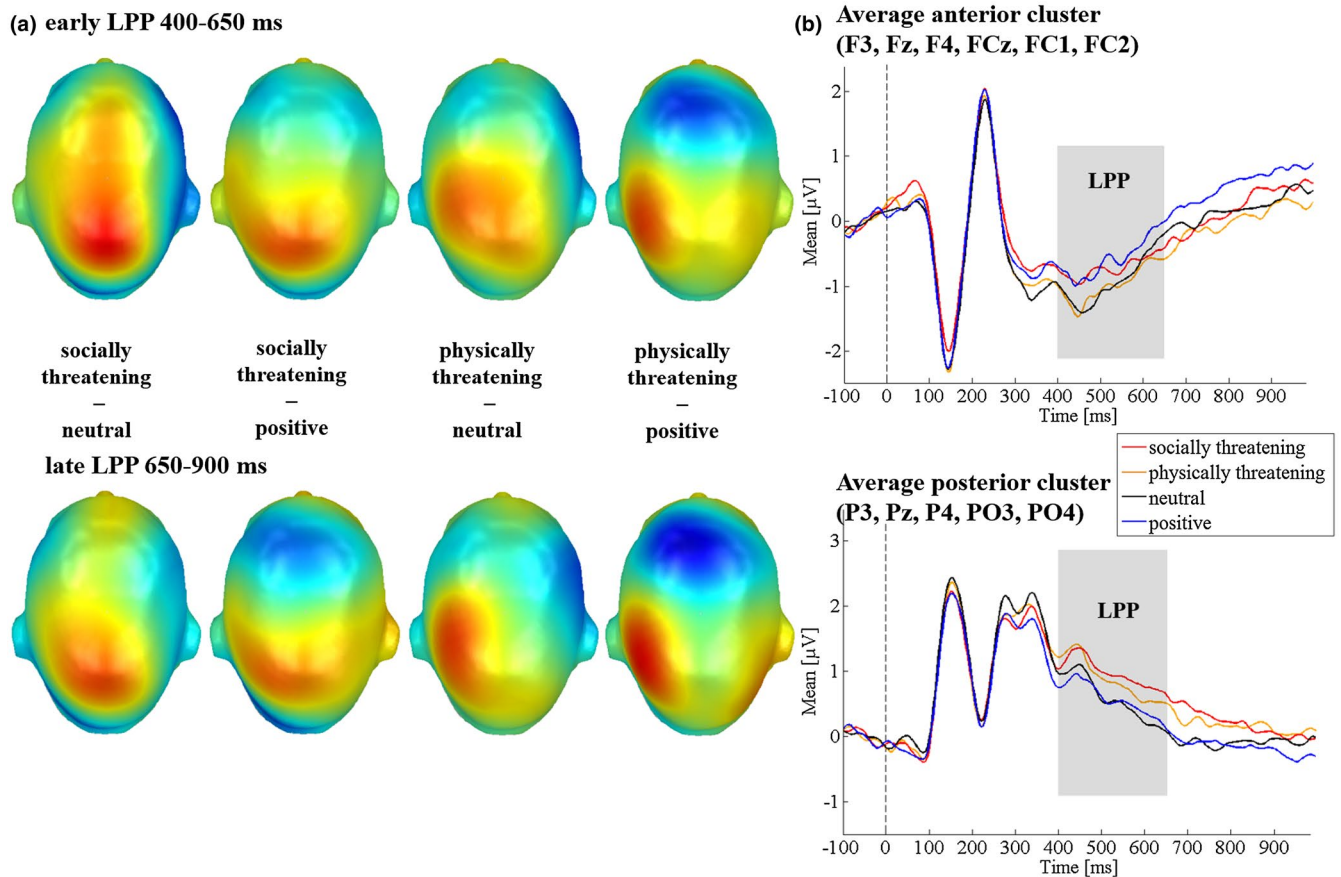 (a) early LPP 400-650 ms
socially
threatening
–
neutral
socially
threatening
–
positive
physically
threatening
–
neutral
physically
threatening
–
positive
late LPP 650-900 ms
(b) Average anterior cluster
(F3, Fz, F4, FCz, FC1, FC2)
2
1
0
-1
-2
Mean [µV]
LPP
-100 0 100 200 300 400 500 600 700 800 900
Time [ms]
socially threatening
physically threatening
neutral
positive
Average posterior cluster
(P3, Pz, P4, PO3, PO4)
3
2
1
0
-1
Mean [µV]
LPP
-100 0 100 200 300 400 500 600 700 800 900
Time [ms]